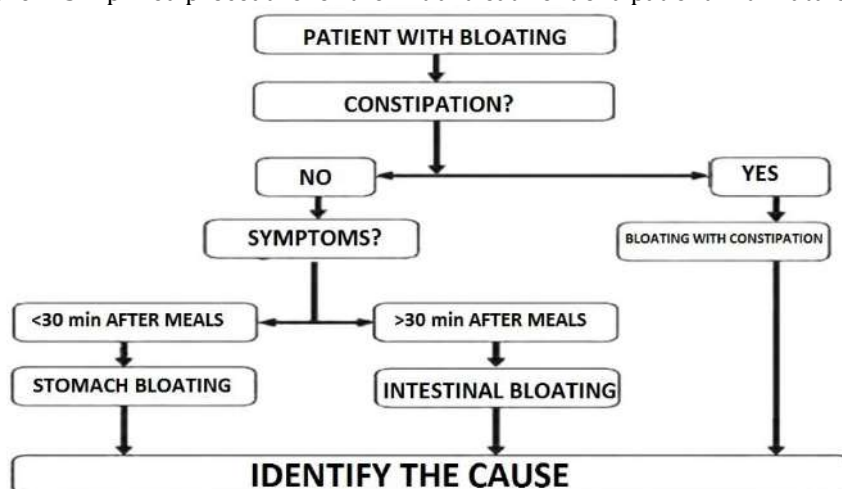 PATIENT WITH BLOATING
CONSTIPATION?
NO
YES
SYMPTOMS?
BLOATING WITH CONSTIPATION
<30 min AFTER MEALS
>30 min AFTER MEALS
STOMACH BLOATING
INTESTINAL BLOATING
IDENTIFY THE CAUSE